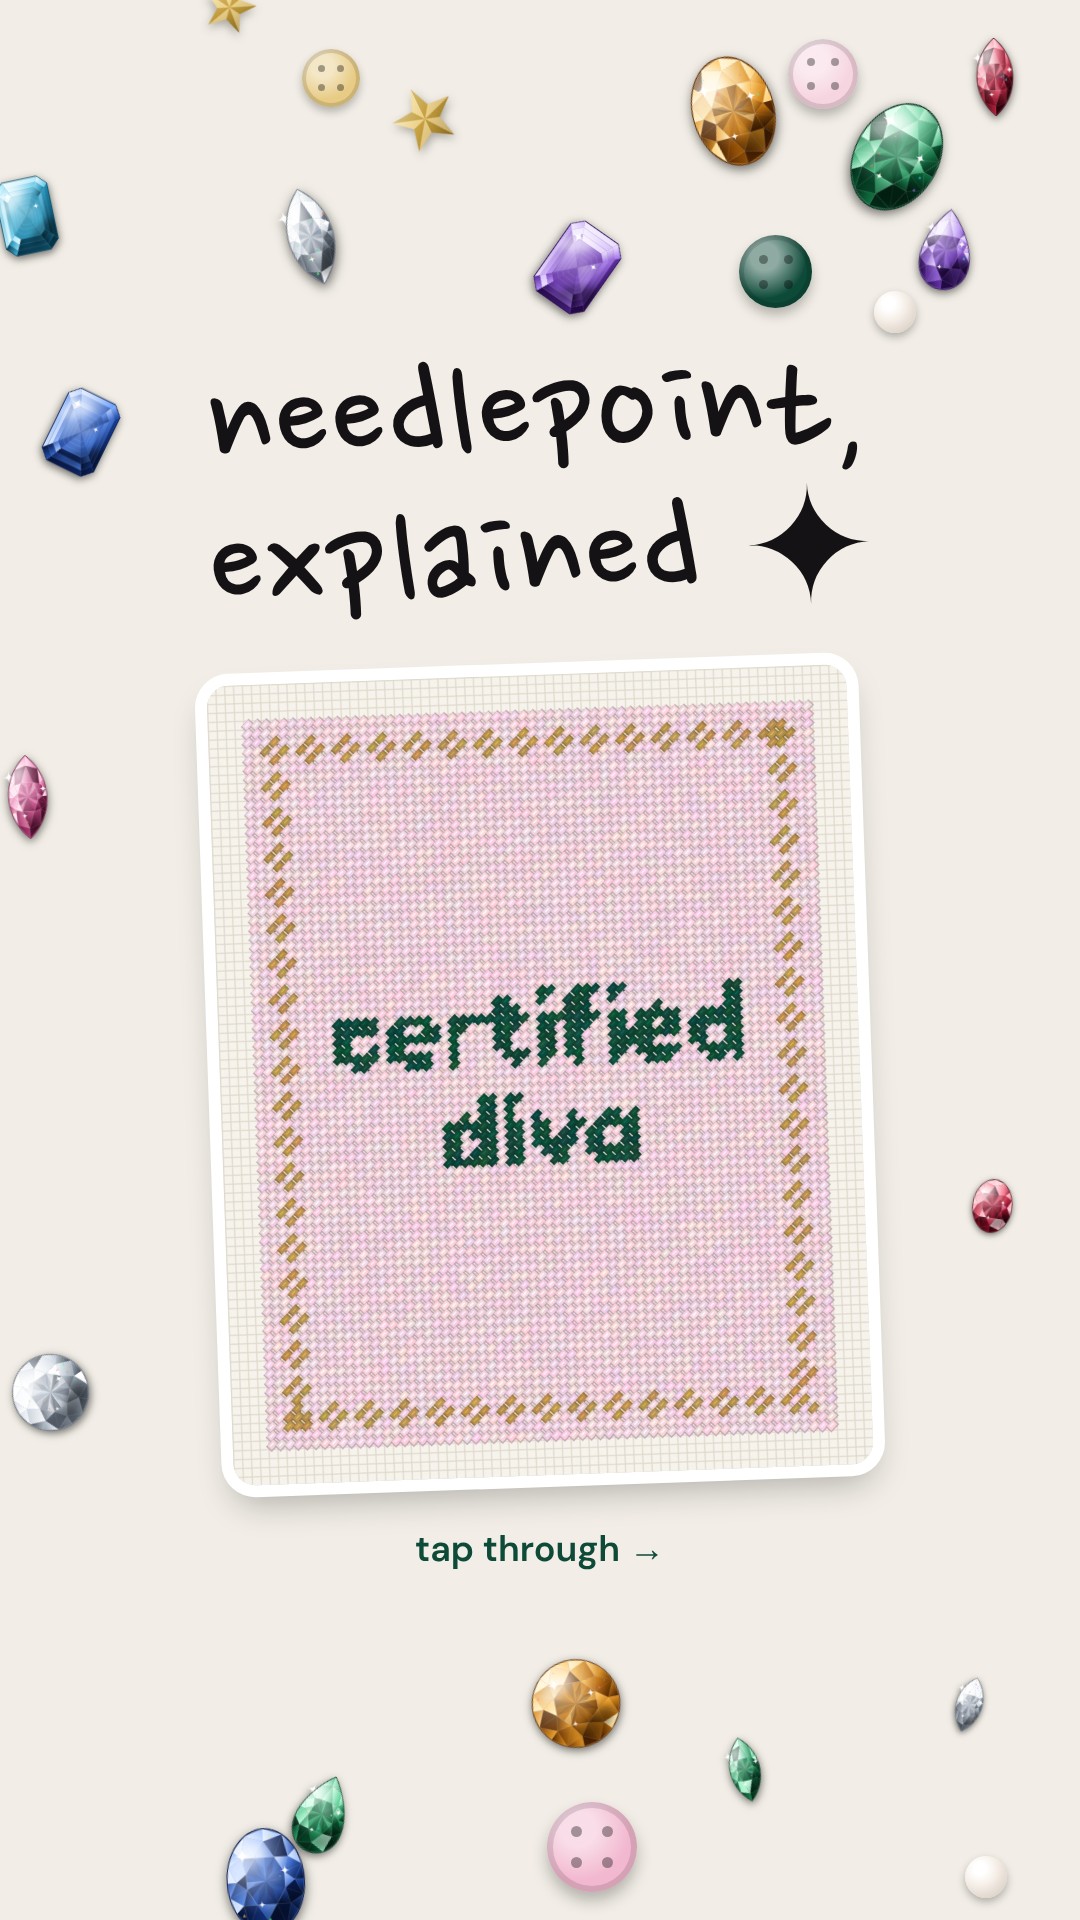 needlepoint,
explained
certified
diva
tap through →